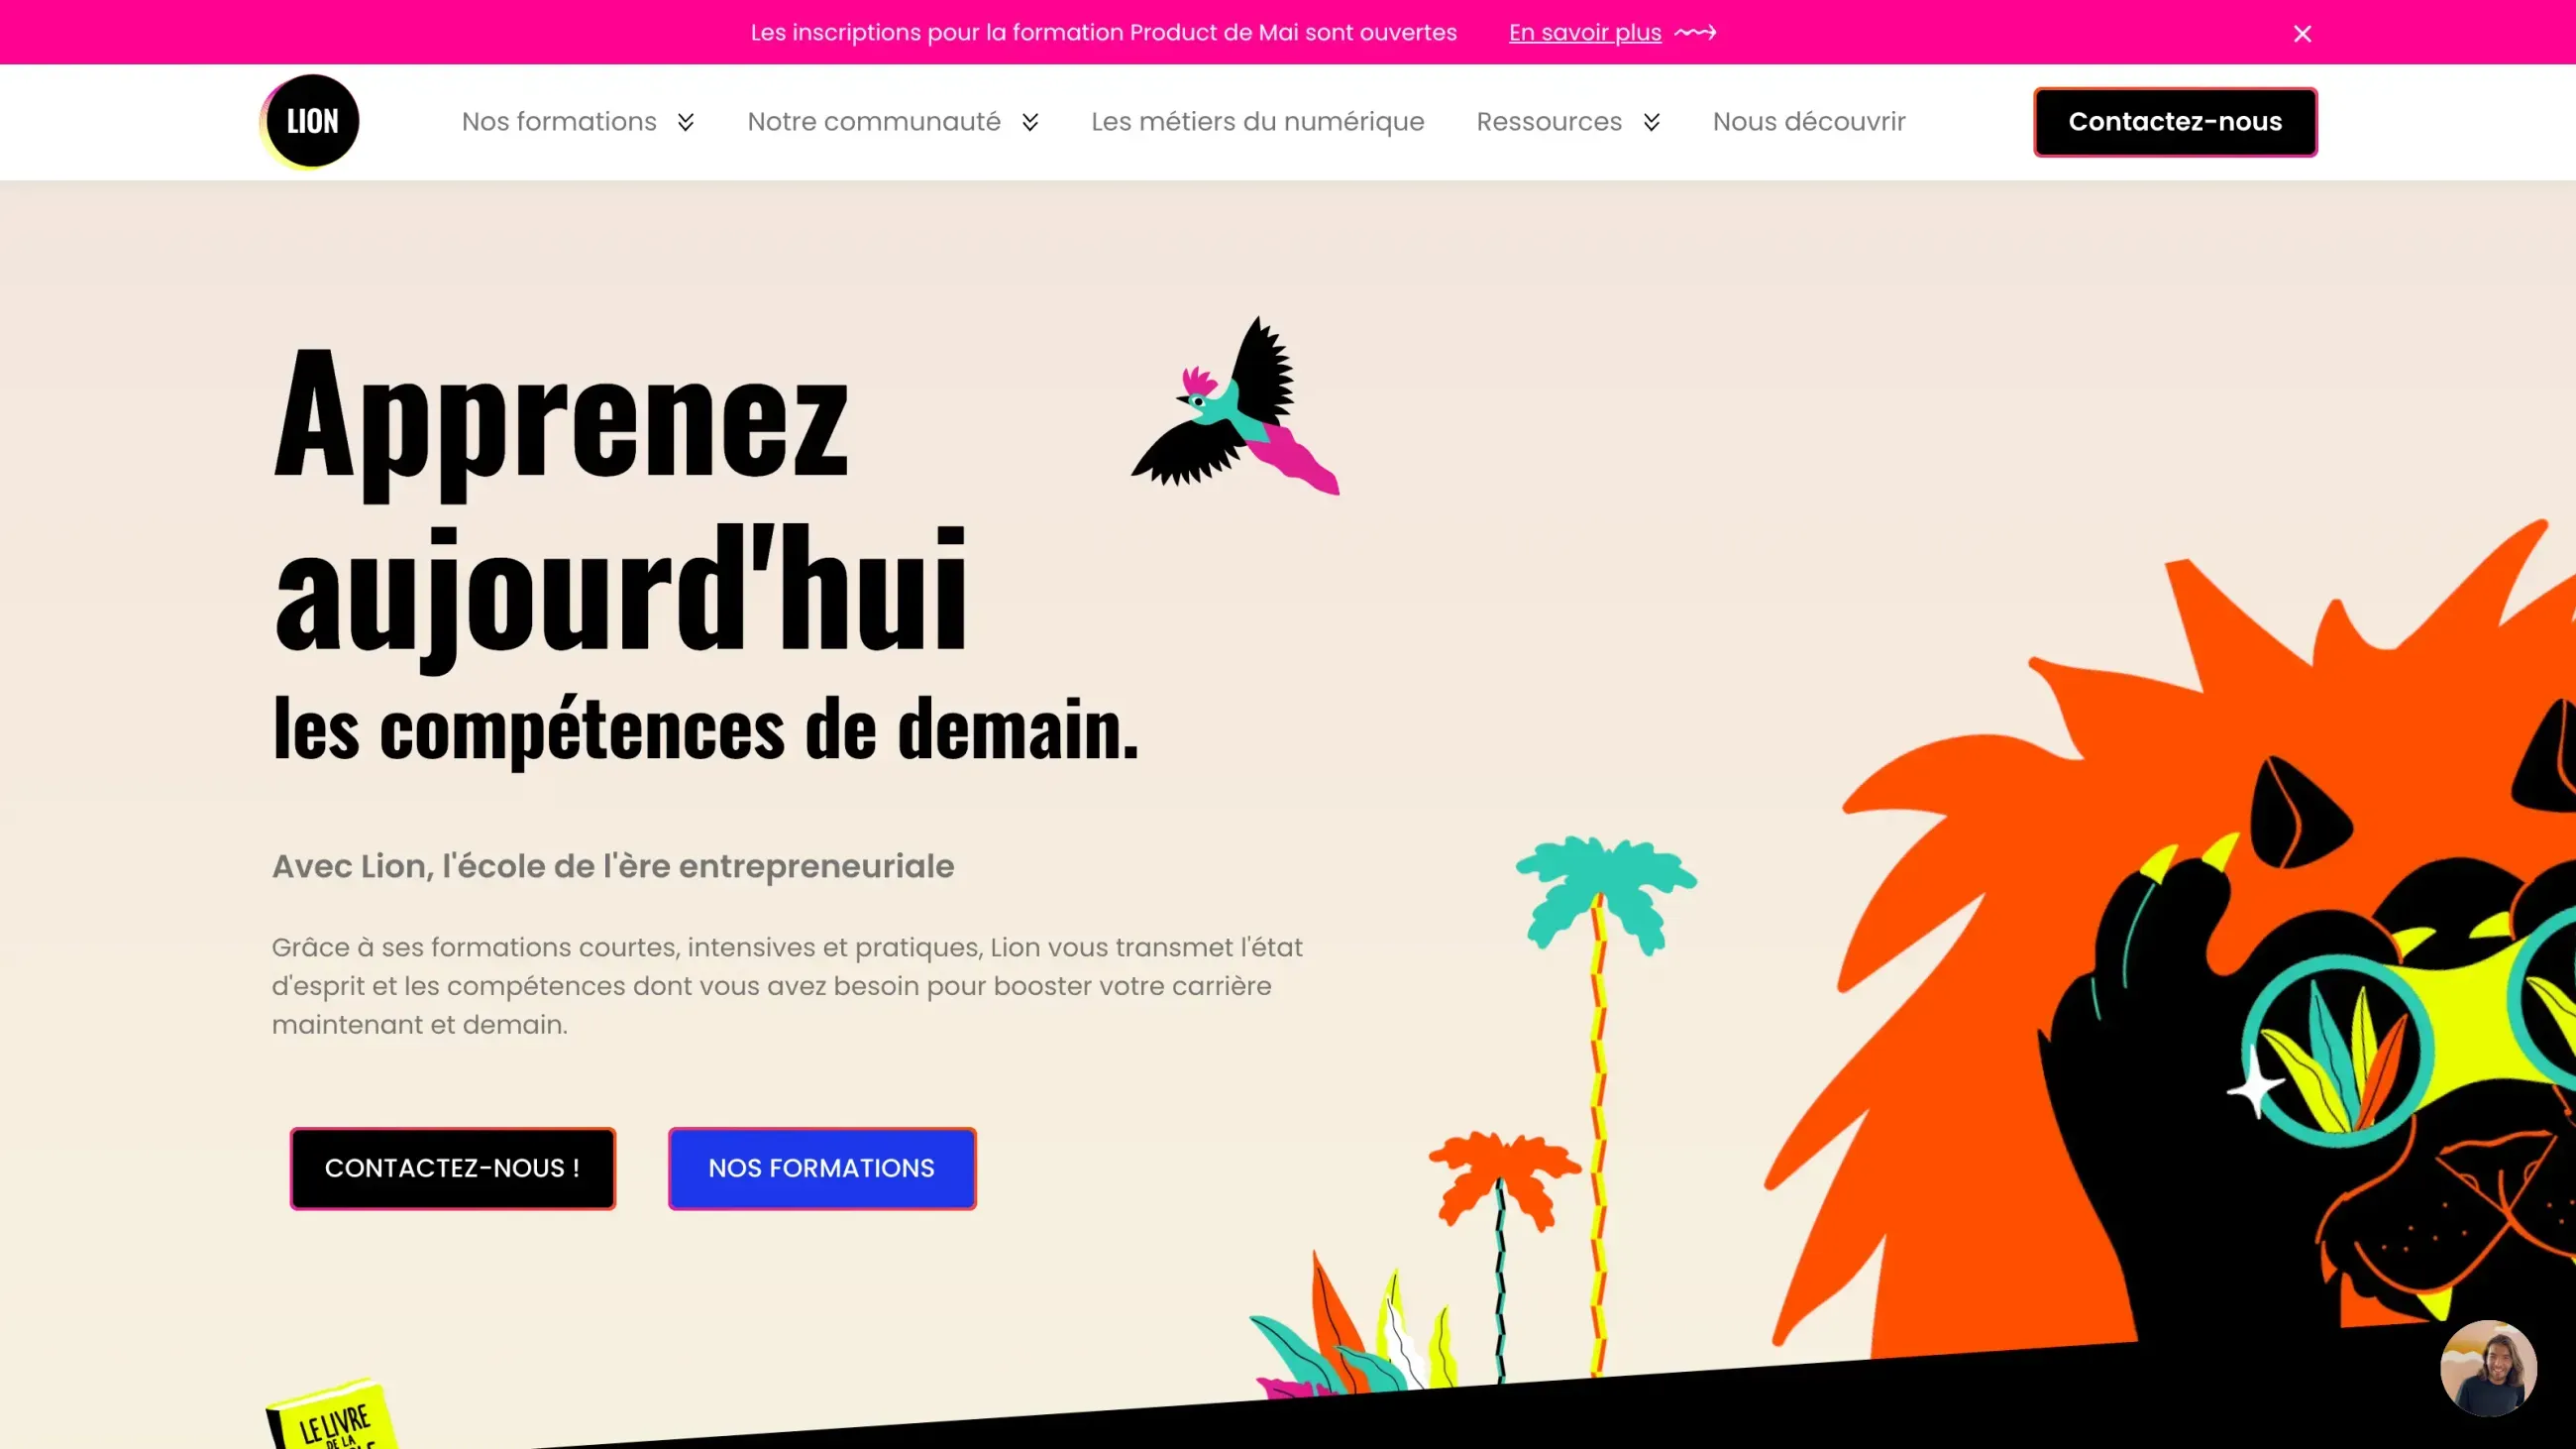 Les inscriptions pour la formation Product de Mai sont ouvertes En savoir plus
LION Nos formations Notre communauté Les métiers du numérique Ressources Nous découvrir Contactez-nous
Apprenez
aujourd'hui
les compétences de demain.
Avec Lion, l'école de l'ère entrepreneuriale
Grâce à ses formations courtes, intensives et pratiques, Lion vous transmet l'état
d'esprit et les compétences dont vous avez besoin pour booster votre carrière
maintenant et demain.
CONTACTEZ-NOUS ! NOS FORMATIONS
LE LIVRE
DE LA